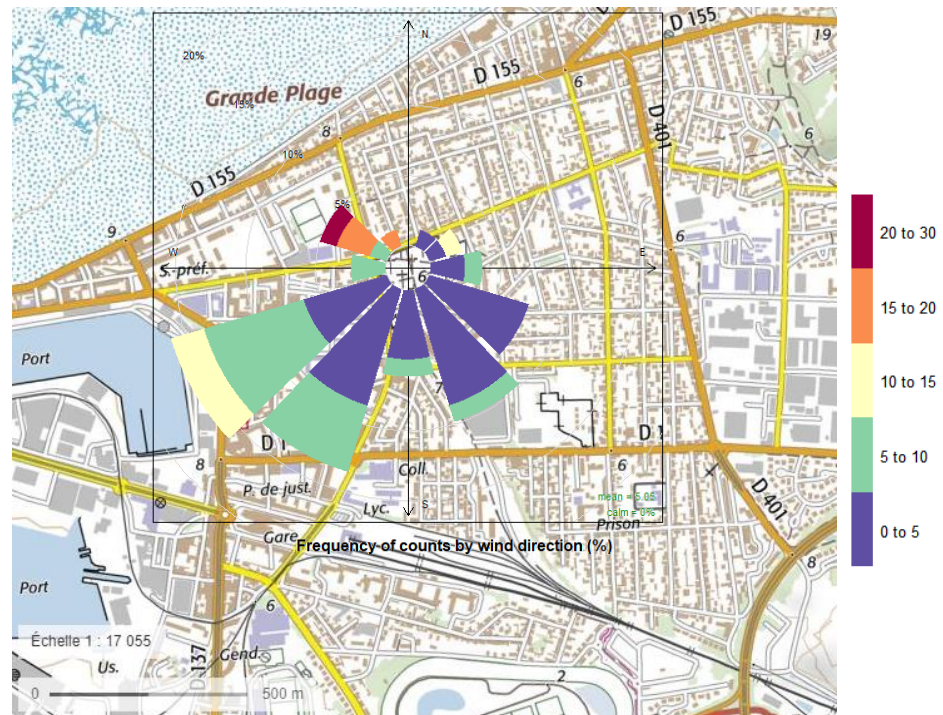 D 155
19
N
20%
D 155
6
Grande Plage
15%
8
D 401
6
10%
D 155
5%
9
W
E
6
S.-préf.
6
20 to 30
15 to 20
10 to 15
5 to 10
0 to 5
Port
7
D 1
D 1
8
Coll.
6
P. de just.
mean = 5.05
calm = 0%
D 401
Lyc.
S
Prison
Gare
Frequency of counts by wind direction (%)
8
Port
6
Échelle 1 : 17 055
Us.
D 137
Gend.
2
0
500 m